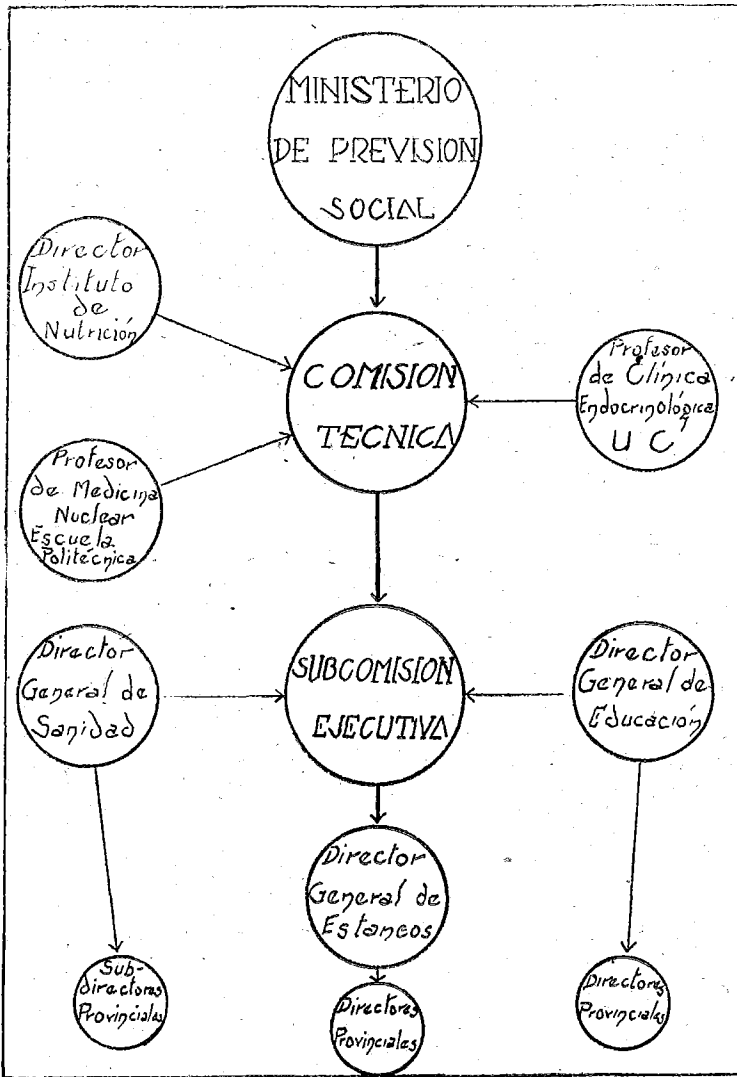 MINISTERIO
DE PREVISION
SOCIAL
Director
Instituto
de
Nutrición
COMISION
TECNICA
Profesor
de Clínica
Endocrinológica
UC
Profesor
de Medicina
Nuclear
Escuela
Politécnica
Director
General de
Sanidad
SUBCOMISION
EJECUTIVA
Director
General de
Educación
Director
General de
Estancos
Sub-
directores
Provinciales
Directores
Provinciales
Directores
Provinciales